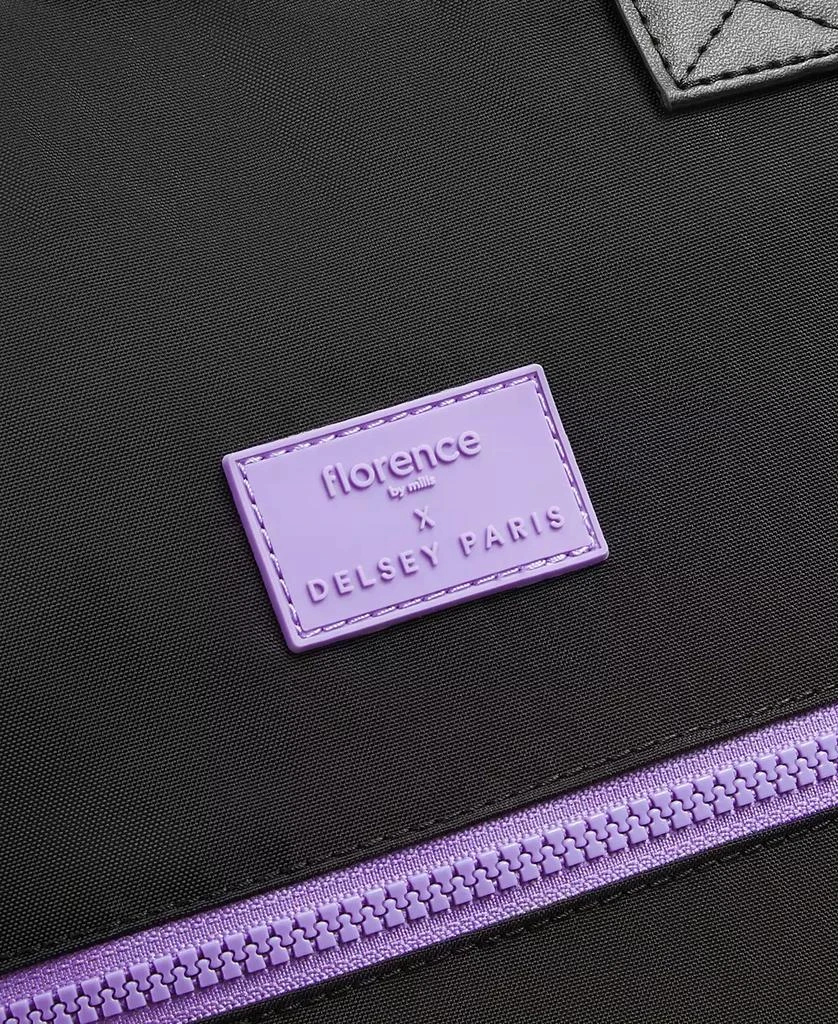 florence
by mills
X
DELSEY PARIS